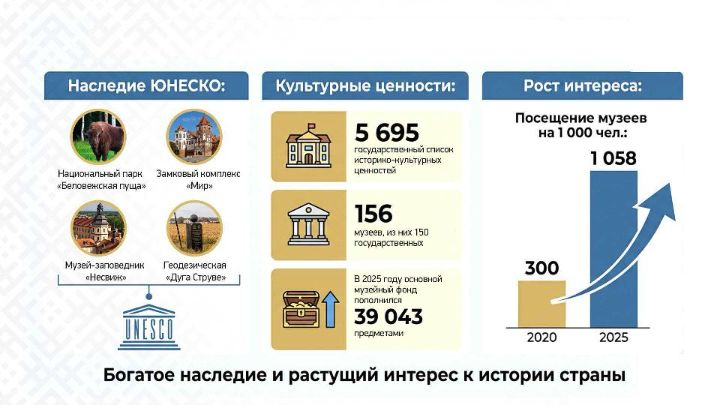 Наследие ЮНЕСКО:
Национальный парк
«Беловежская пуща»
Замковый комплекс
«Мир»
Музей-заповедник
«Несвиж»
Геодезическая
«Дуга Струве»
UNESCO
Культурные ценности:
5 695
государственный список
историко-культурных
ценностей
156
музеев, из них 150
государственных
В 2025 году основной
музейный фонд
пополнился
39 043
предметами
Рост интереса:
Посещение музеев
на 1 000 чел.:
1 058
300
2020
2025
Богатое наследие и растущий интерес к истории страны